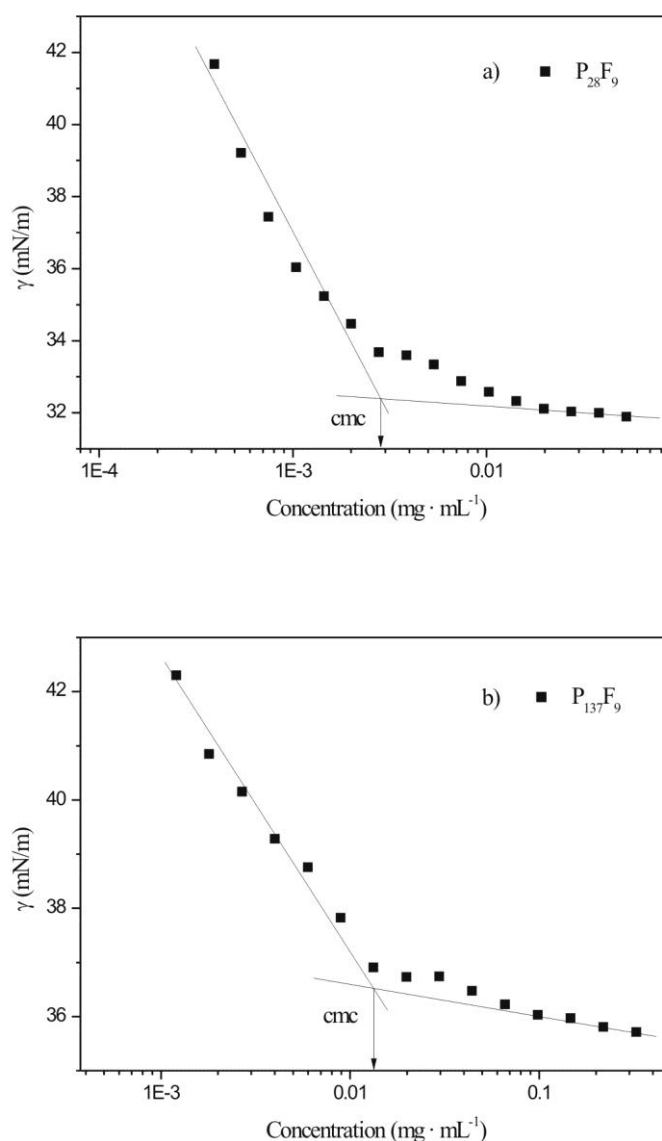 a) ■ P₂₈F₉
42
40
38
36
34
32
γ (mN/m)
cmc
1E-4 1E-3 0.01
Concentration (mg · mL⁻¹)
b) ■ P₁₃₇F₉
42
40
38
36
γ (mN/m)
cmc
1E-3 0.01 0.1
Concentration (mg · mL⁻¹)